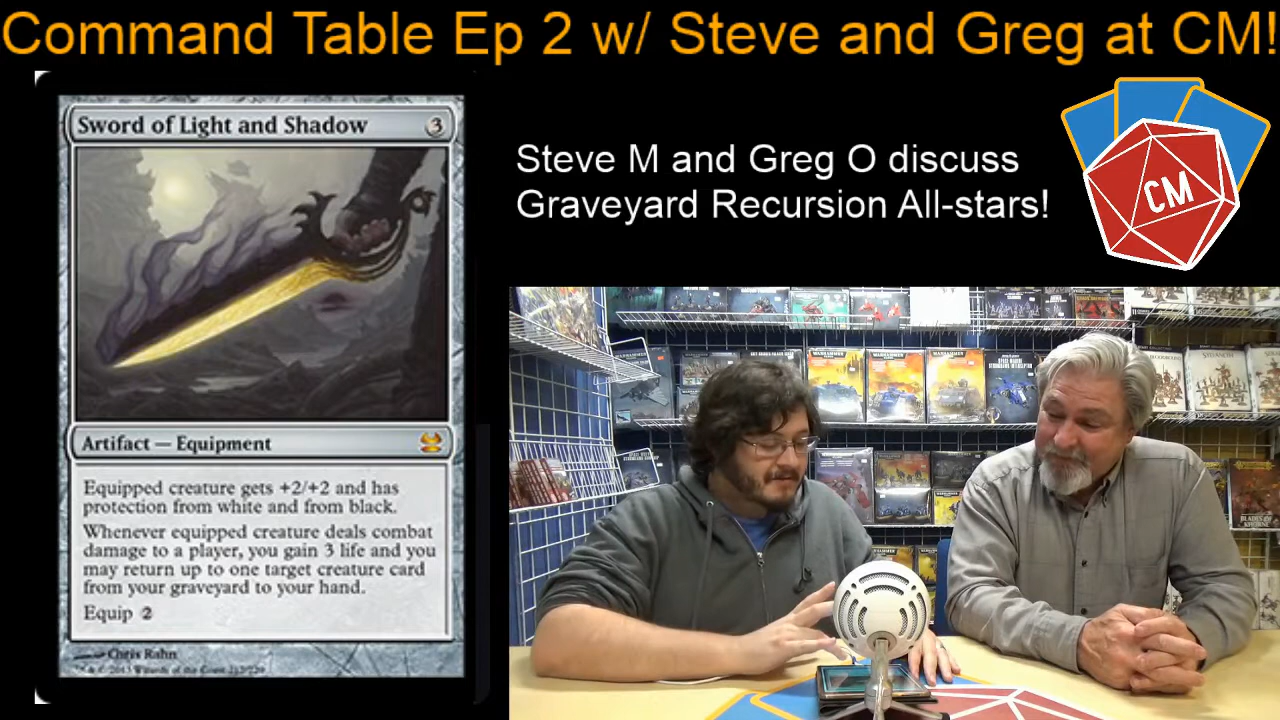 Command Table Ep 2 w/ Steve and Greg at CM!
Sword of Light and Shadow 3
Artifact — Equipment
Equipped creature gets +2/+2 and has
protection from white and from black.
Whenever equipped creature deals combat
damage to a player, you gain 3 life and you
may return up to one target creature card
from your graveyard to your hand.
Equip 2
Chris Rahn
Steve M and Greg O discuss
Graveyard Recursion All-stars!
CM
WARHAMMER
WARHAMMER
WARHAMMER